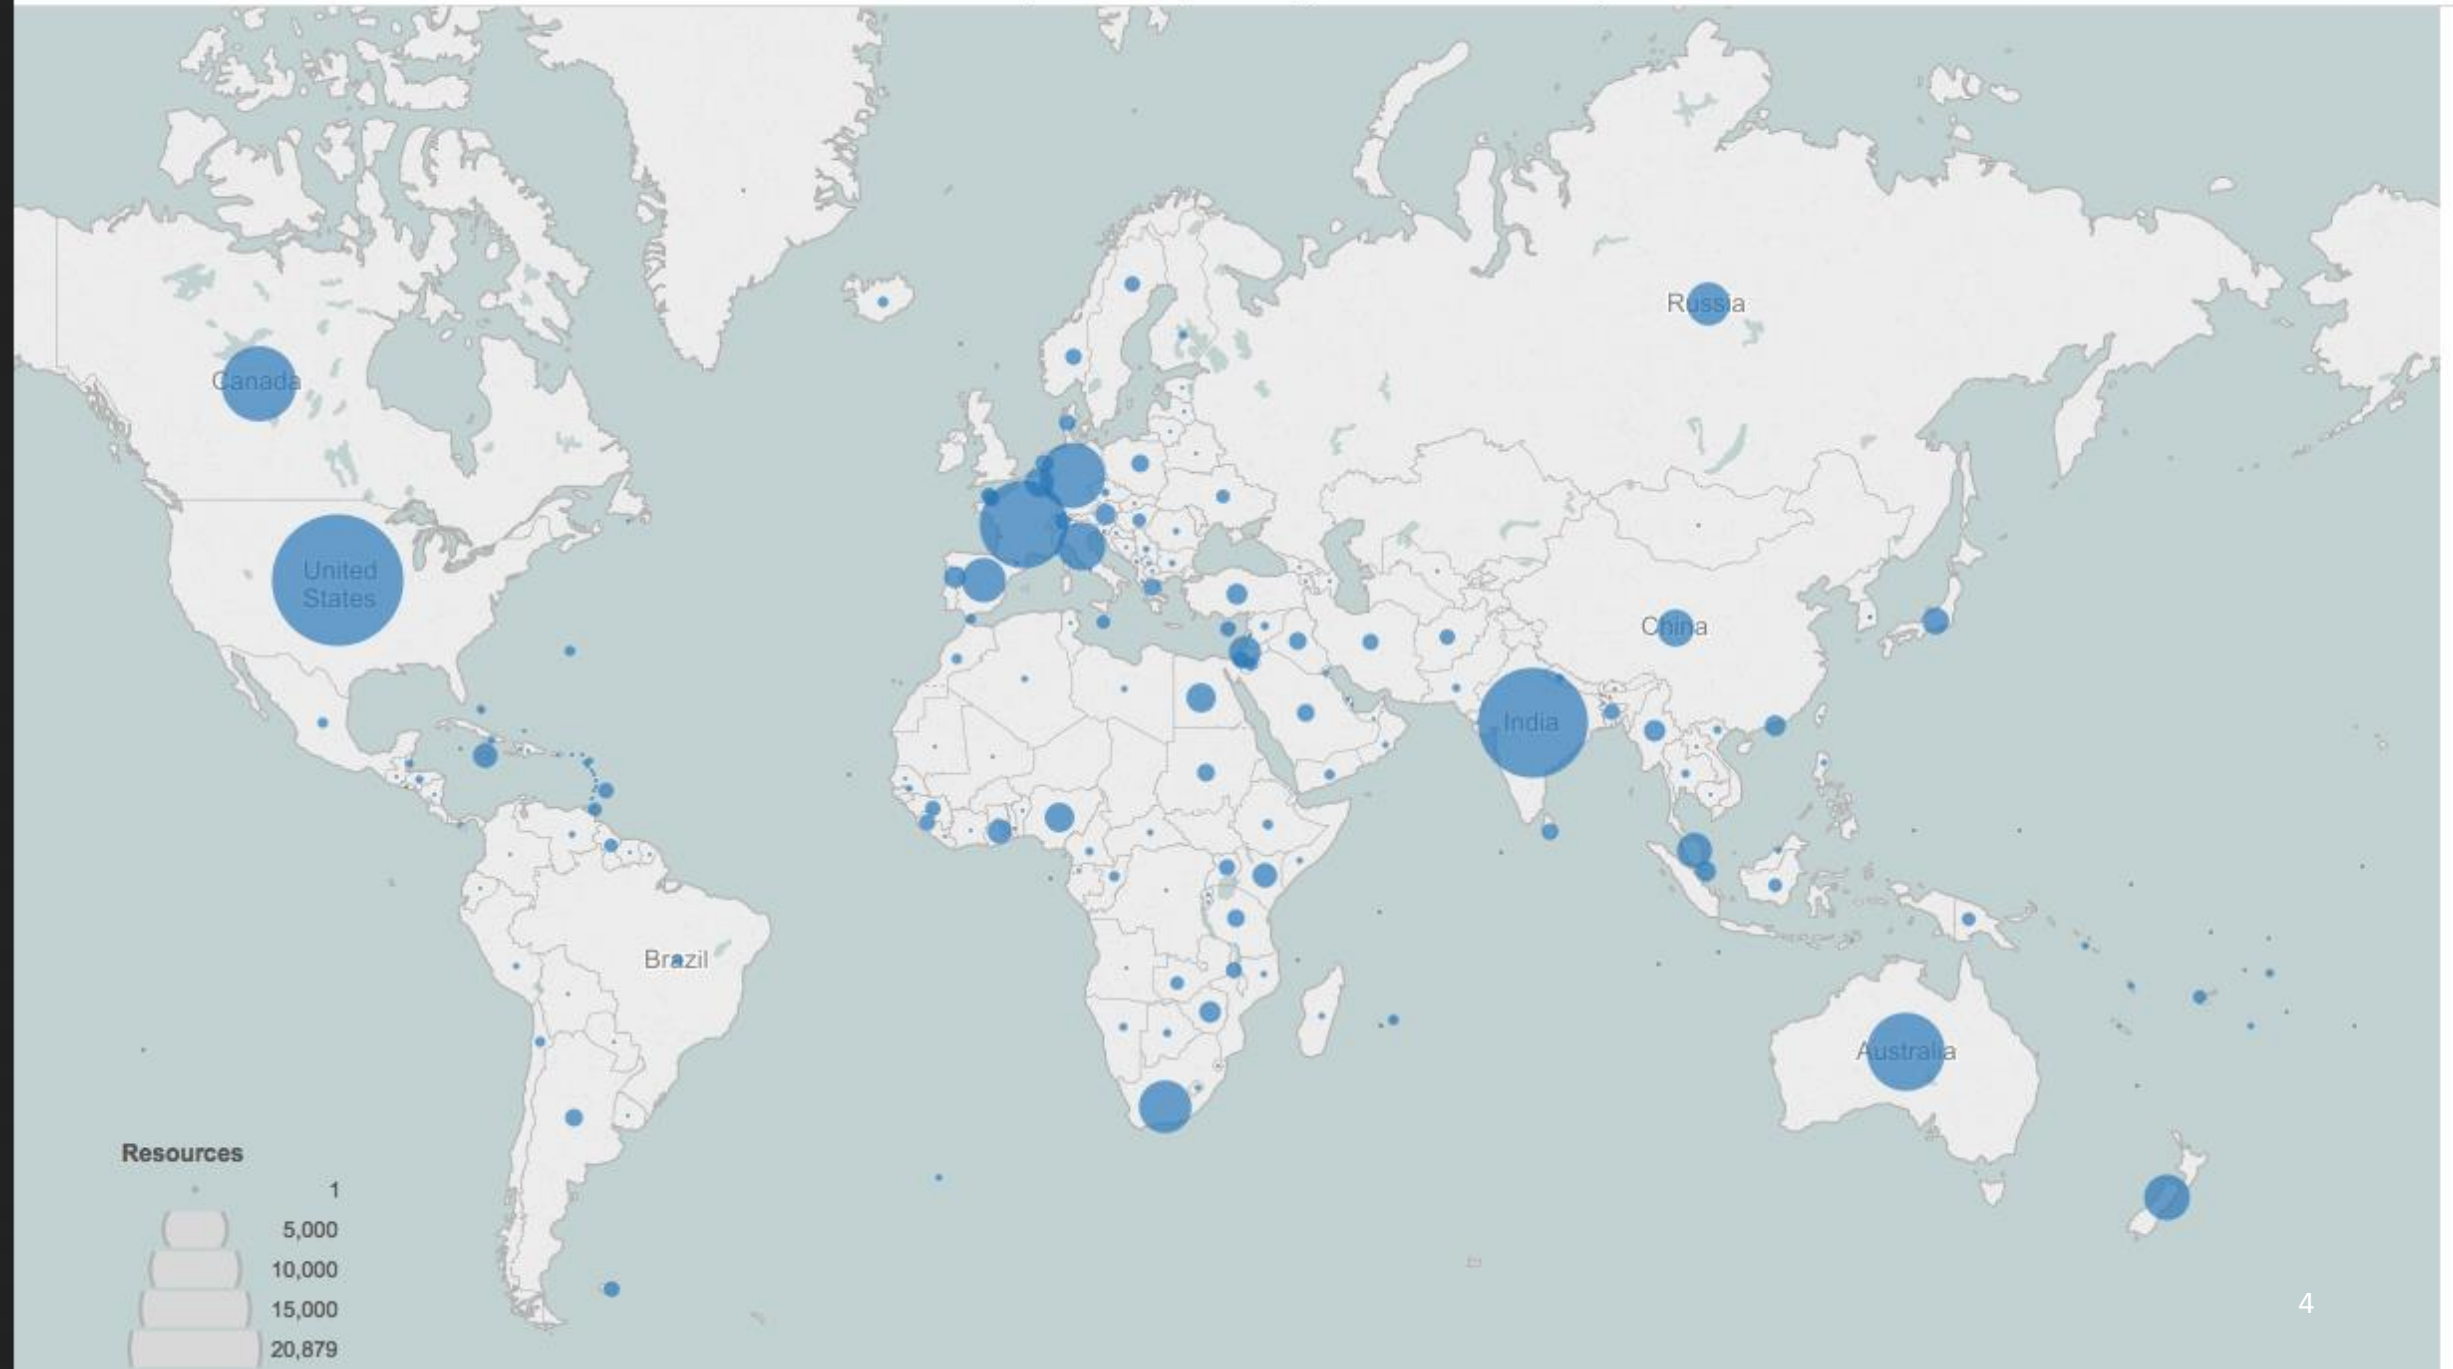 Russia
Canada
United
States
China
India
Brazil
Australia
Resources
1
5,000
10,000
15,000
20,879
4